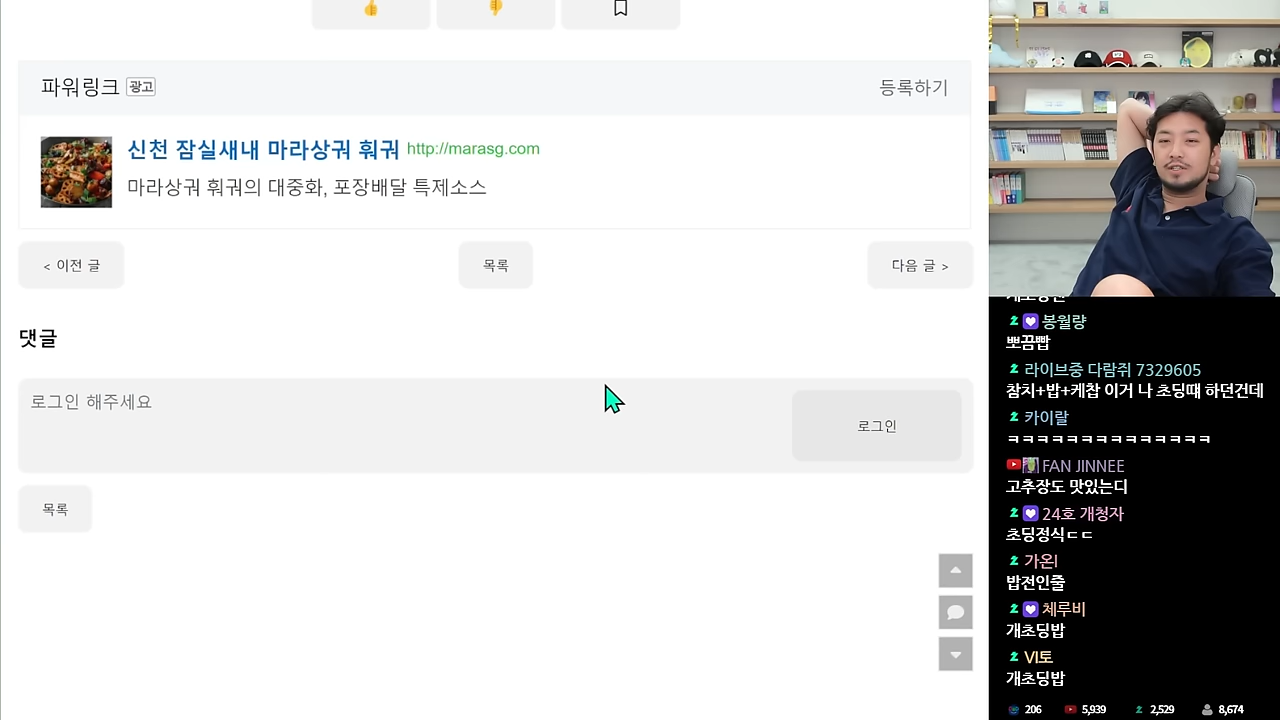 파워링크 광고
등록하기
신천 잠실새내 마라상궈 훠궈 http://marasg.com
마라상궈 훠궈의 대중화, 포장배달 특제소스
< 이전 글
목록
다음 글 >
댓글
로그인 해주세요
로그인
목록
봉월량
뽀끔빱
라이브중 다람쥐 7329605
참치+밥+케찹 이거 나 초딩때 하던건데
카이랄
ㅋㅋㅋㅋㅋㅋㅋㅋㅋㅋㅋㅋㅋㅋ
FAN JINNEE
고추장도 맛있는디
24호 개청자
초딩정식ㄷㄷ
가온I
밥전인줄
체루비
개초딩밥
VI토
개초딩밥
206 5,939 2,529 8,674